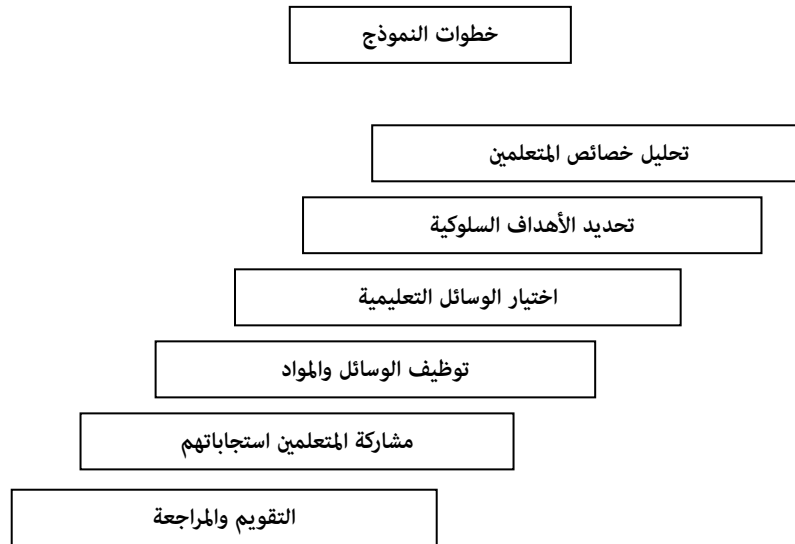 خطوات النموذج
تحليل خصائص المتعلمين
تحديد الأهداف السلوكية
اختيار الوسائل التعليمية
توظيف الوسائل والمواد
مشاركة المتعلمين استجاباتهم
التقويم والمراجعة